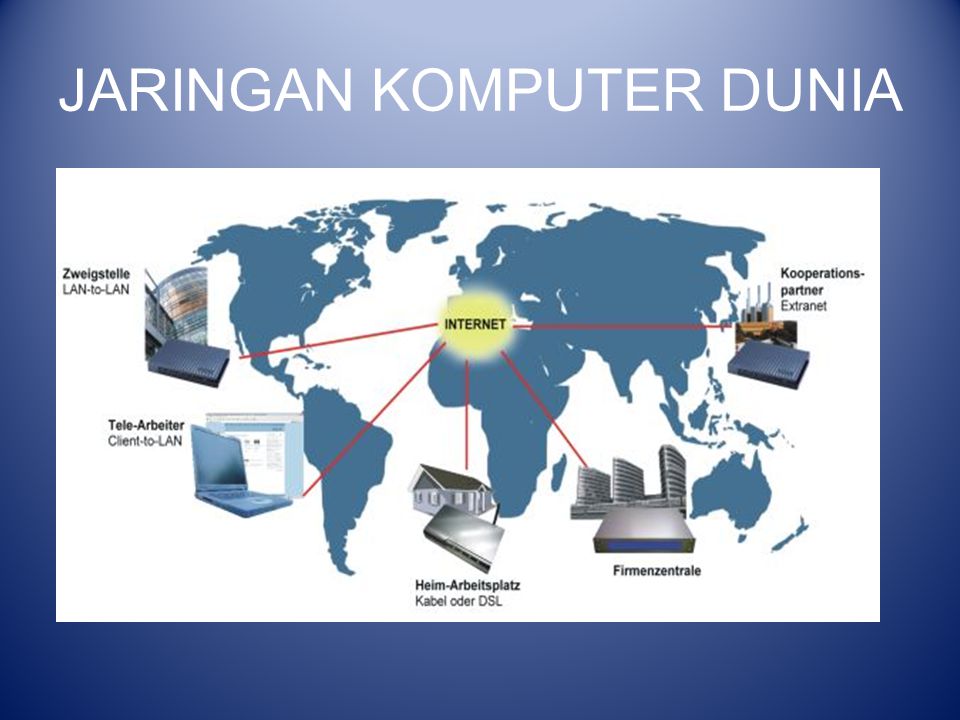 JARINGAN KOMPUTER DUNIA
Zweigstelle
LAN-to-LAN
Kooperations-
partner
Extranet
INTERNET
Tele-Arbeiter
Client-to-LAN
Firmenzentrale
Heim-Arbeitsplatz
Kabel oder DSL